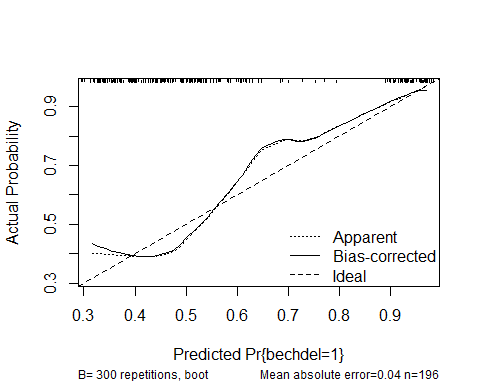 Actual Probability
0.9
0.7
0.5
0.3
Apparent
Bias-corrected
Ideal
0.3 0.4 0.5 0.6 0.7 0.8 0.9
Predicted Pr{bechdel=1}
B= 300 repetitions, boot Mean absolute error=0.04 n=196